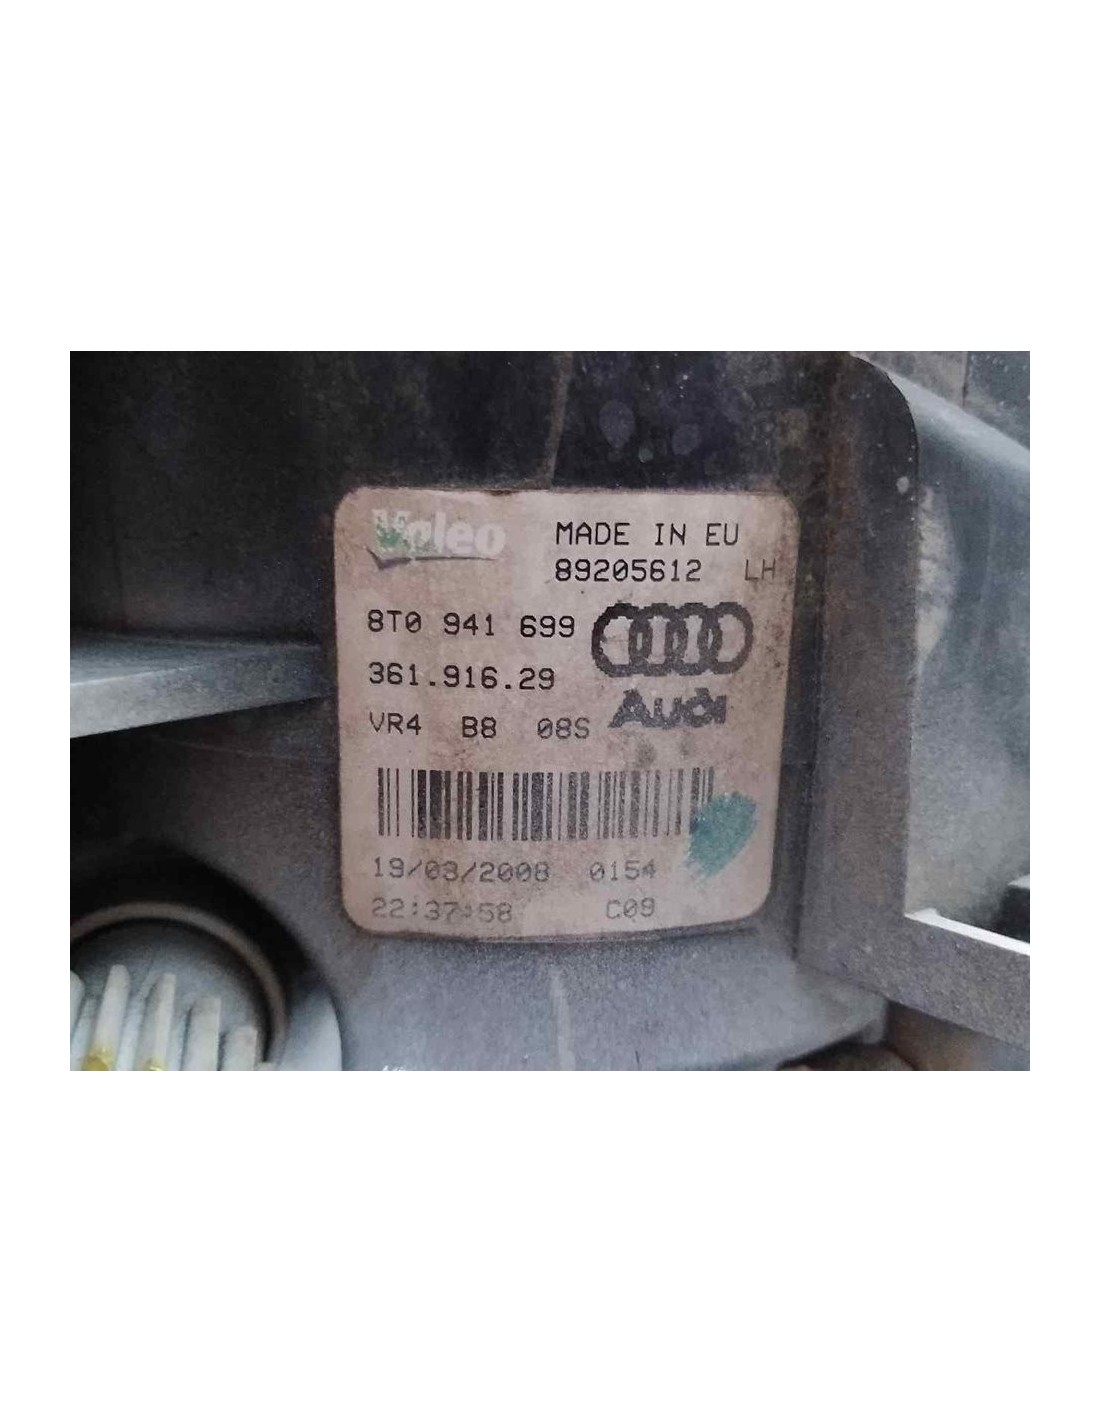 Valeo
MADE IN EU
89205612 LH
8T0 941 699
361.916.29
Audi
VR4 B8 08S
19/03/2008 0154
22:37:58 C09